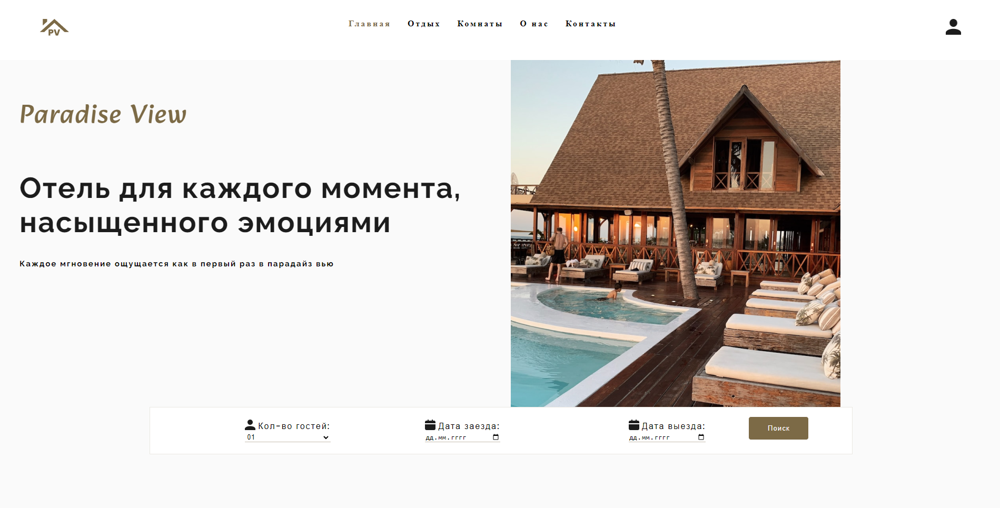 PV
Главная Отдых Комнаты О нас Контакты
Paradise View
Отель для каждого момента,
насыщенного эмоциями
Каждое мгновение ощущается как в первый раз в парадайз вью
Кол-во гостей: Дата заезда: Дата выезда: Поиск
01 дд.мм.гггг дд.мм.гггг